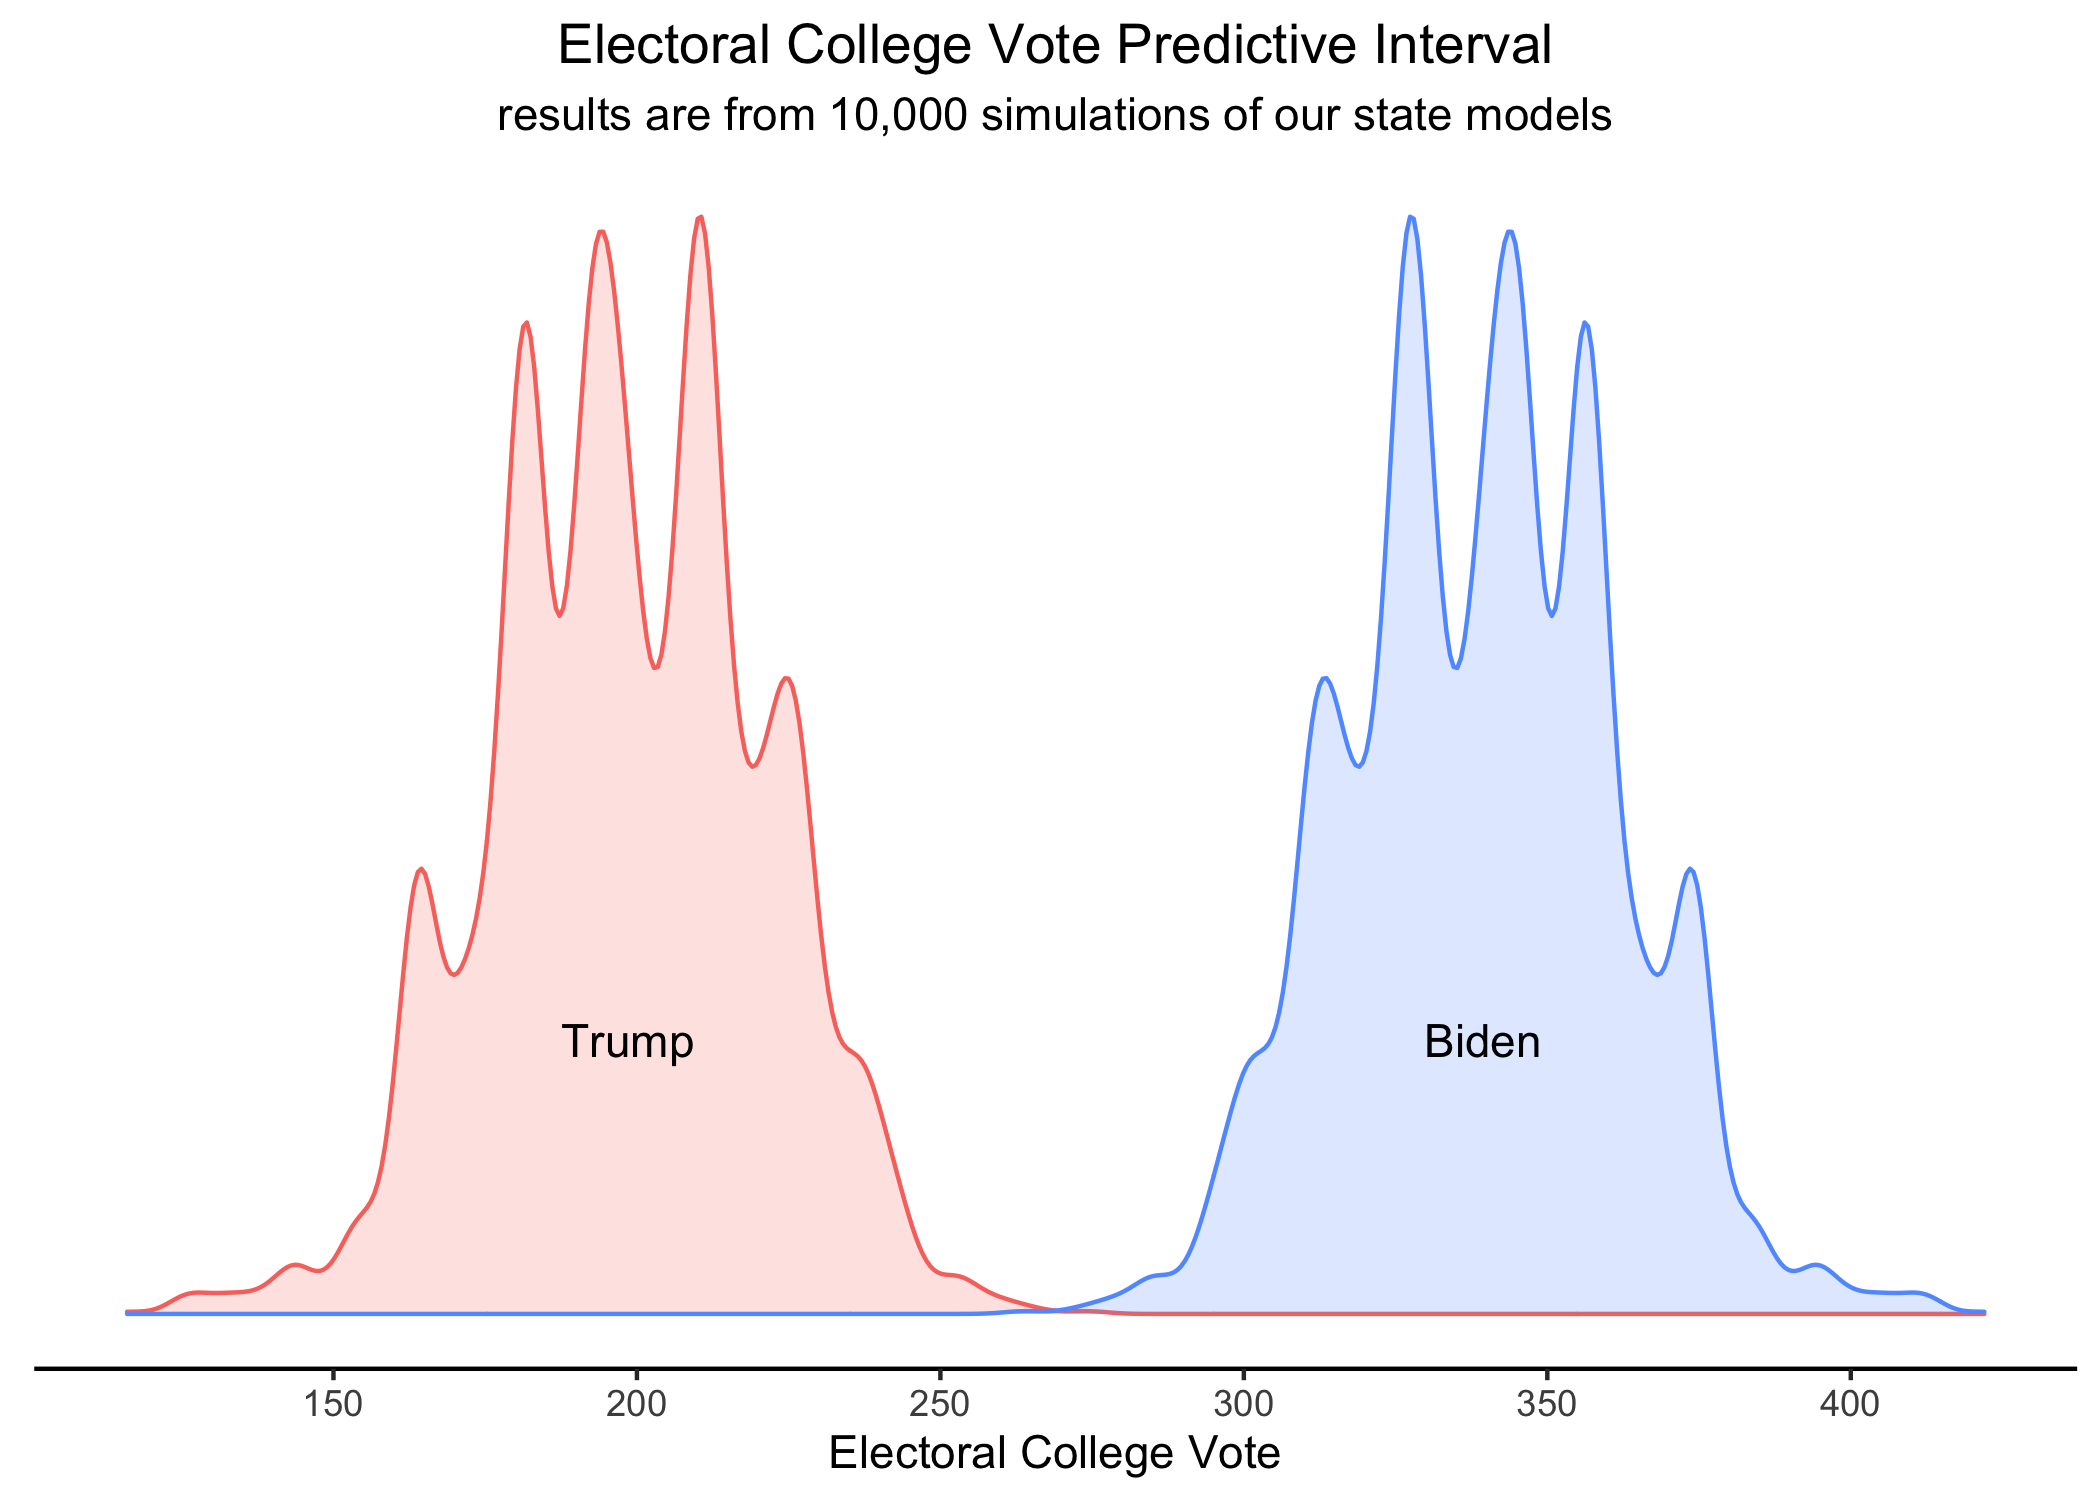 Electoral College Vote Predictive Interval
results are from 10,000 simulations of our state models
Trump
Biden
150
200
250
300
350
400
Electoral College Vote